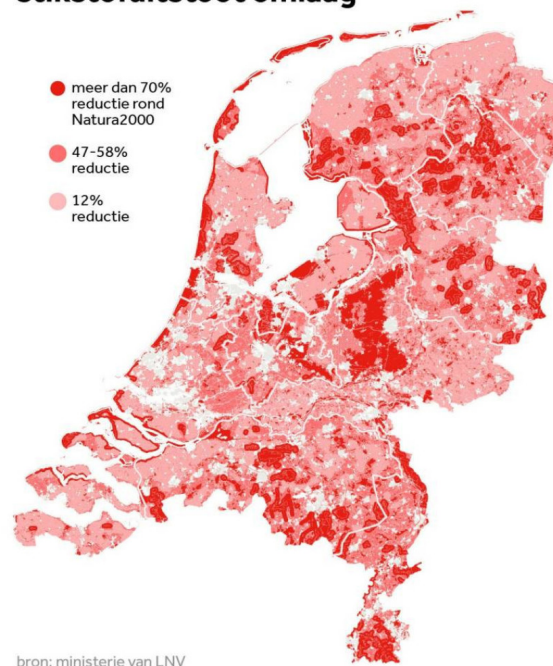 meer dan 70%
reductie rond
Natura2000
47-58%
reductie
12%
reductie
bron: ministerie van LNV